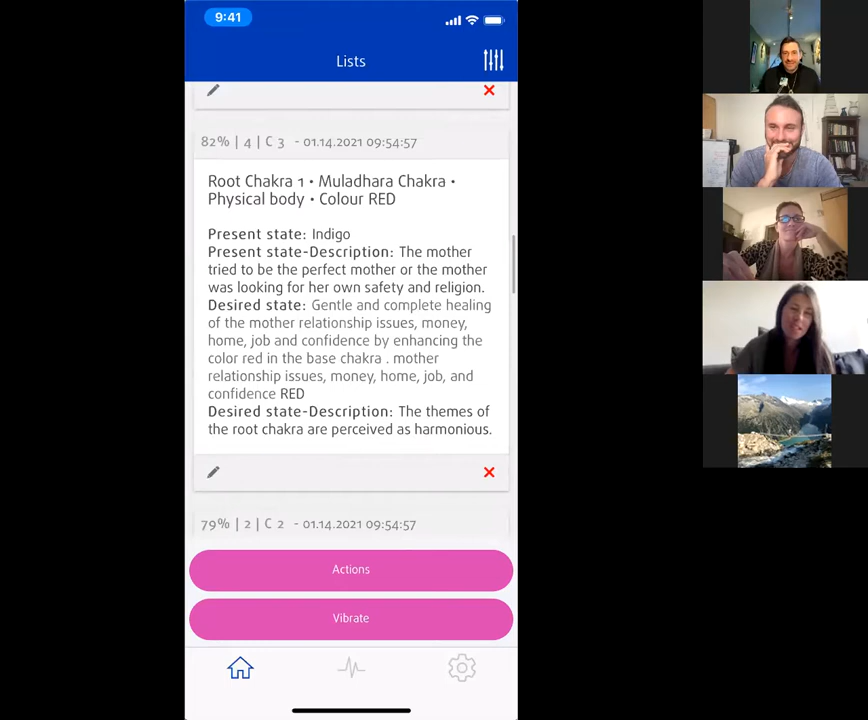 9:41
Lists
82% | 4 | C 3 - 01.14.2021 09:54:57
Root Chakra 1 • Muladhara Chakra •
Physical body • Colour RED
Present state: Indigo
Present state-Description: The mother
tried to be the perfect mother or the mother
was looking for her own safety and religion.
Desired state: Gentle and complete healing
of the mother relationship issues, money,
home, job and confidence by enhancing the
color red in the base chakra . mother
relationship issues, money, home, job, and
confidence RED
Desired state-Description: The themes of
the root chakra are perceived as harmonious.
79% | 2 | C 2 - 01.14.2021 09:54:57
Actions
Vibrate